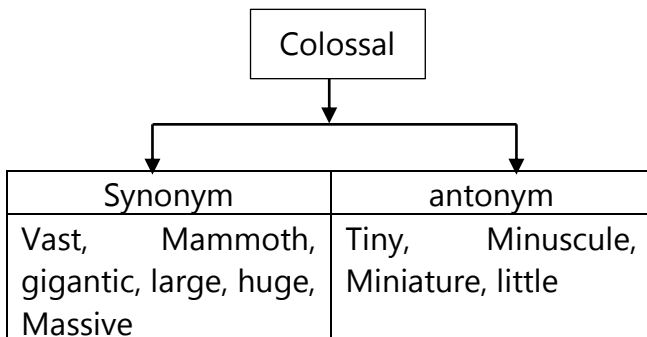 Colossal
Synonym
antonym
Vast, Mammoth,
gigantic, large, huge,
Massive
Tiny, Minuscule,
Miniature, little